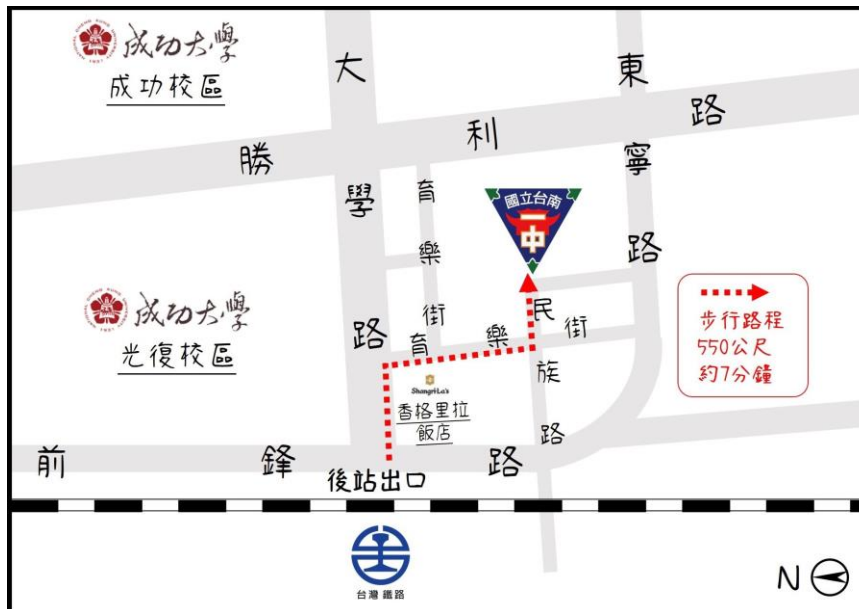 成功大學
成功校區
大學路
東寧路
勝利路
國立台南
一中
育樂街
成功大學
光復校區
育樂街
民族路
步行路程
550公尺
約7分鐘
Shangri-La's
香格里拉
飯店
前鋒路
後站出口
台灣鐵路
N